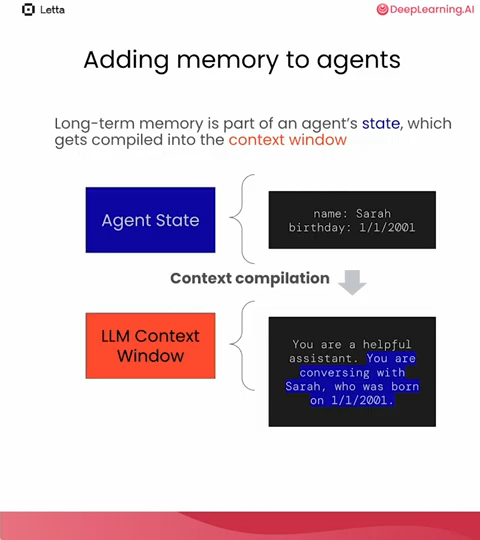 Letta
DeepLearning.AI
Adding memory to agents
Long-term memory is part of an agent's state, which
gets compiled into the context window
Agent State
name: Sarah
birthday: 1/1/2001
Context compilation
LLM Context
Window
You are a helpful
assistant. You are
conversing with
Sarah, who was born
on 1/1/2001.